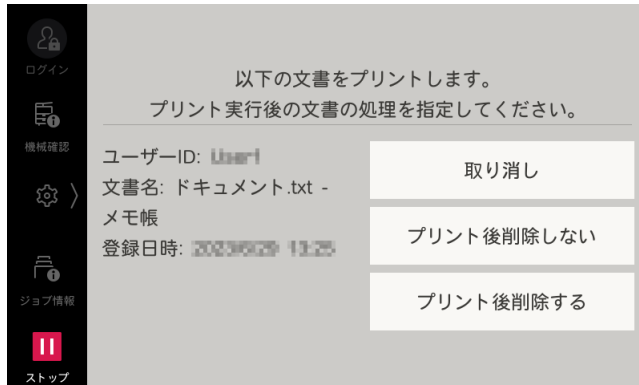 ログイン
機械確認
ジョブ情報
ストップ
以下の文書をプリントします。
プリント実行後の文書の処理を指定してください。
ユーザーID:
文書名: ドキュメント.txt -
メモ帳
登録日時:
取り消し
プリント後削除しない
プリント後削除する